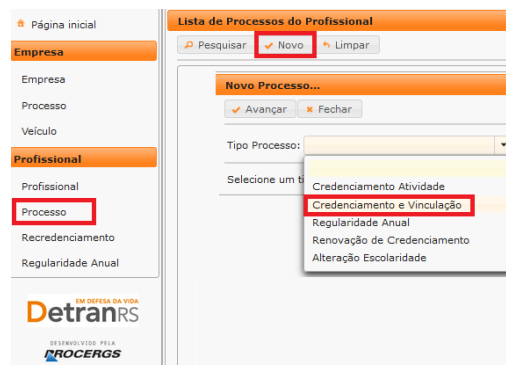 Página inicial
Empresa
Empresa
Processo
Veículo
Profissional
Profissional
Processo
Recredenciamento
Regularidade Anual
EM DEFESA DA VIDA
DetranRS
DESENVOLVIDO PELA
PROCERGS
Lista de Processos do Profissional
Pesquisar Novo Limpar
Novo Processo...
Avançar Fechar
Tipo Processo:
Selecione um ti
Credenciamento Atividade
Credenciamento e Vinculação
Regularidade Anual
Renovação de Credenciamento
Alteração Escolaridade